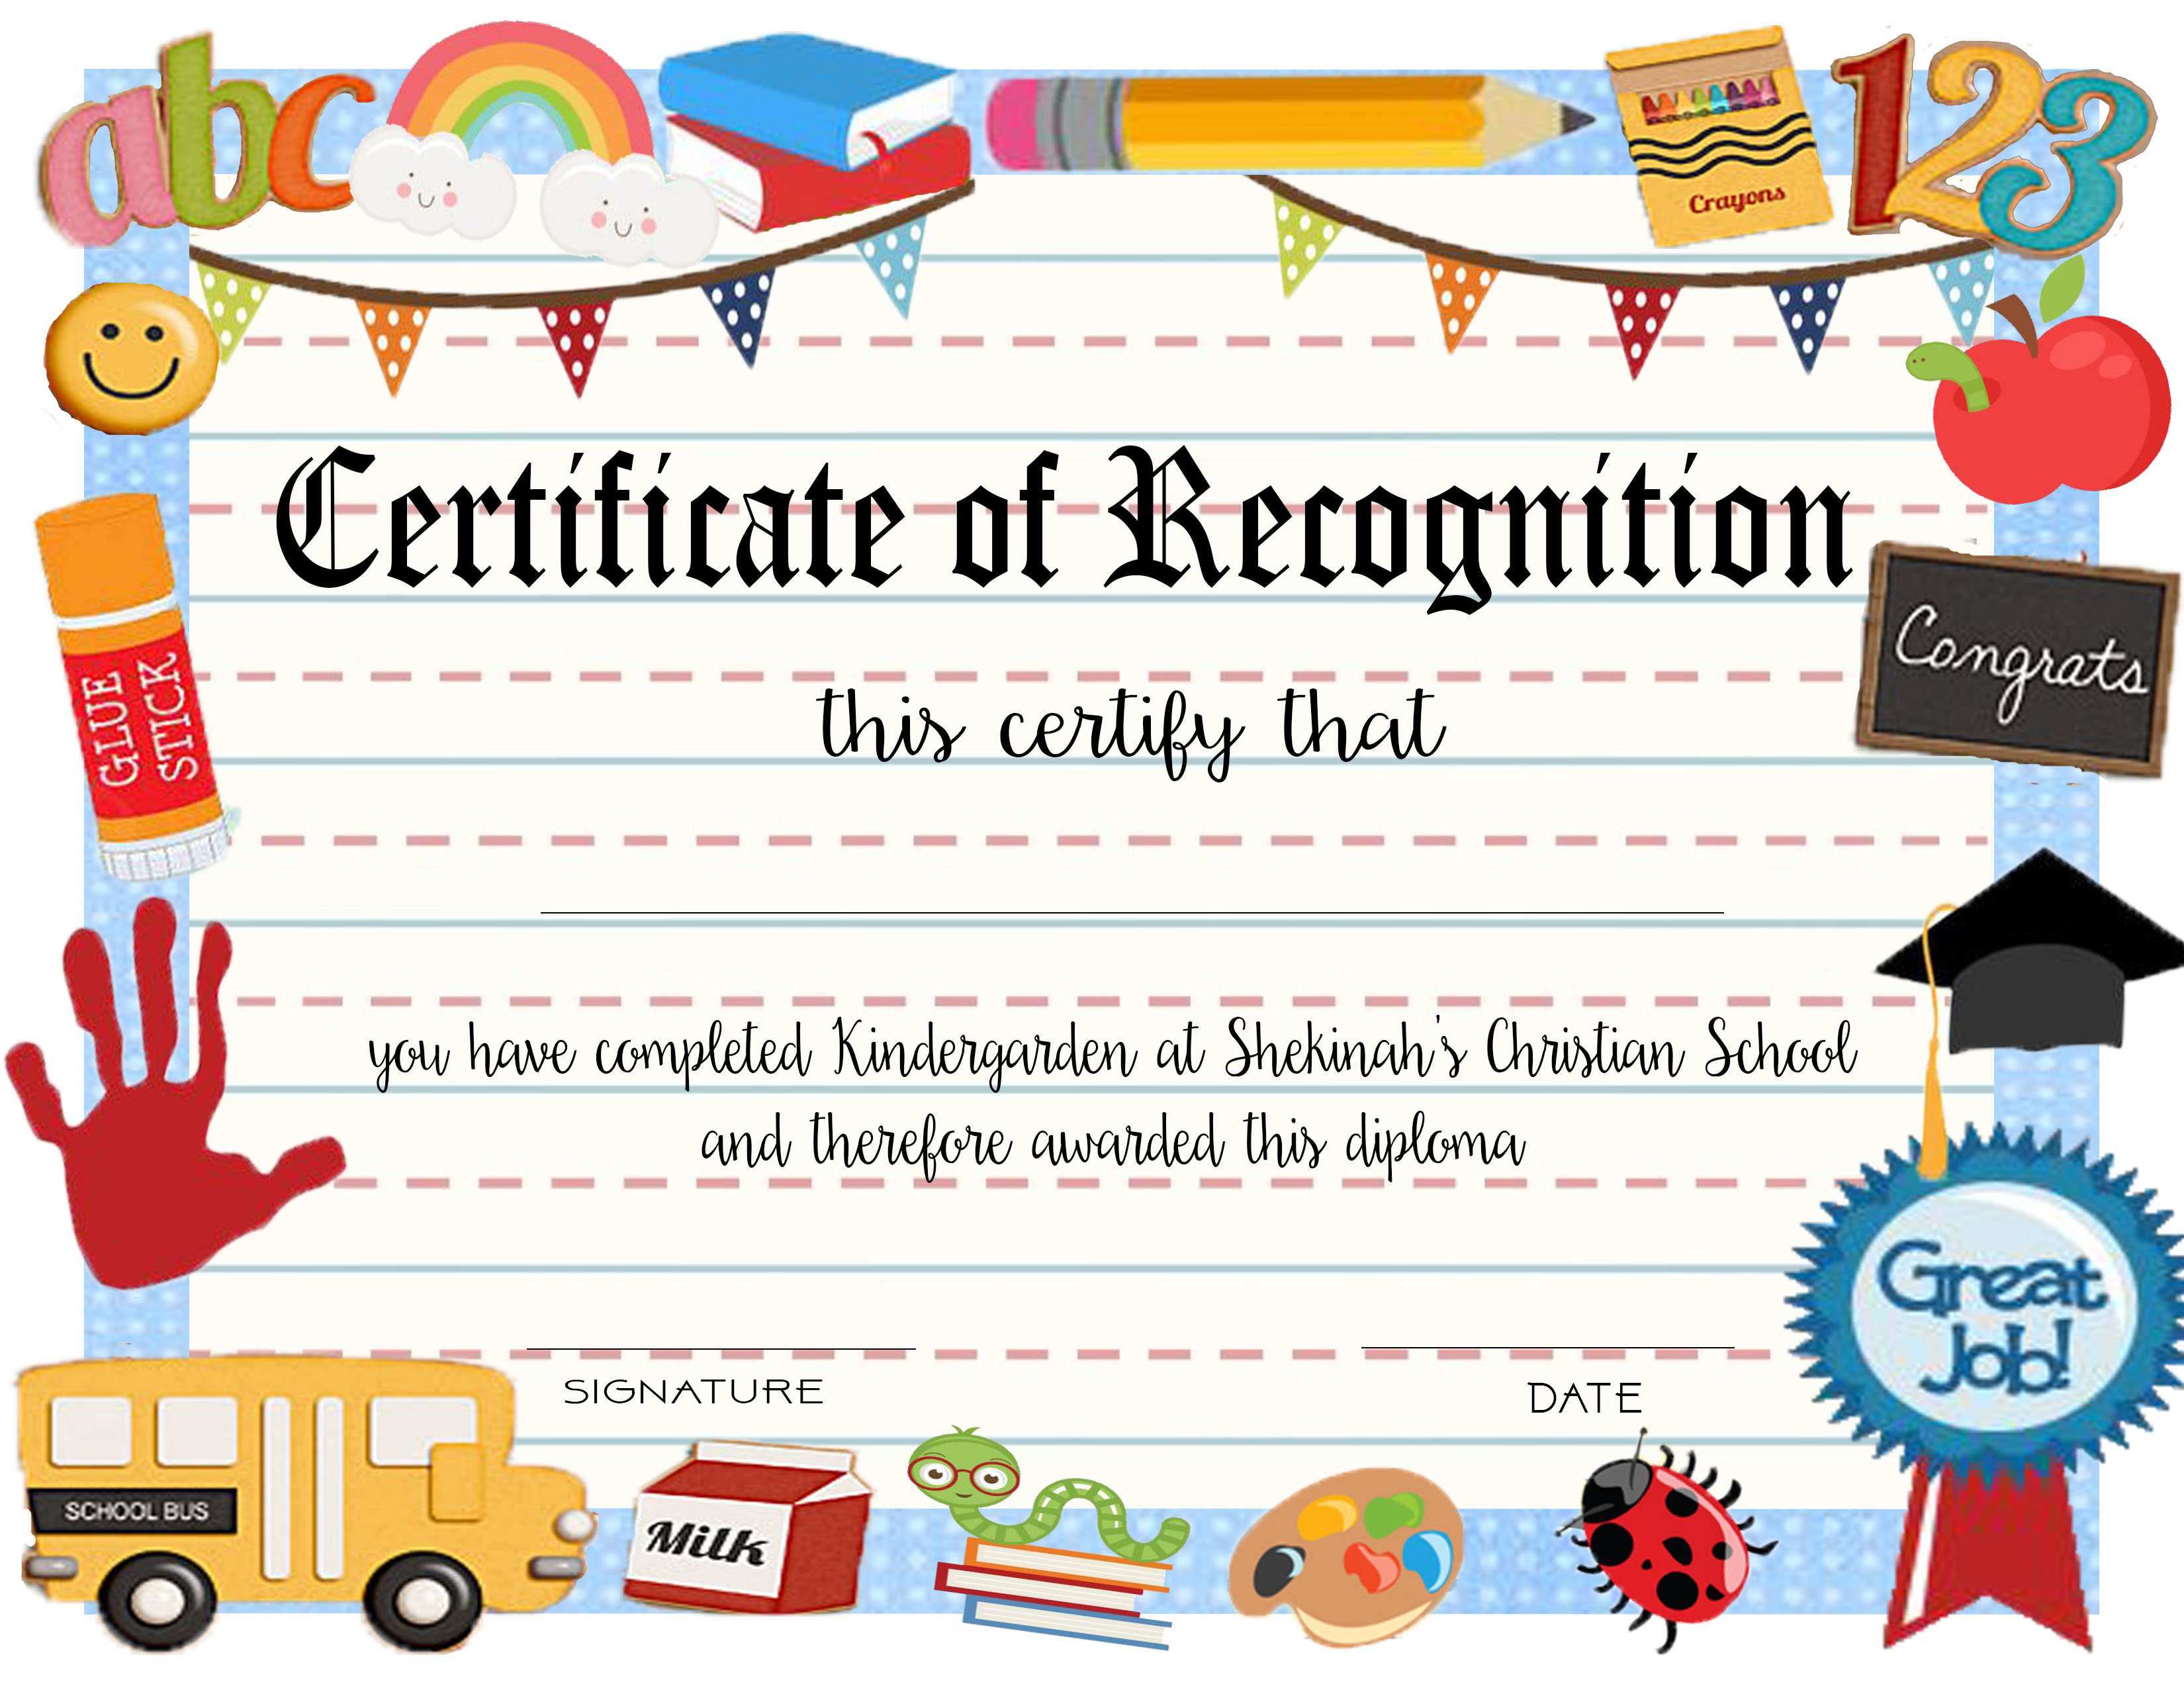 abc
123
Crayons
Certificate of Recognition
Congrats
GLUE
STICK
this certify that
you have completed Kindergarden at Shekinah's Christian School
and therefore awarded this diploma
Great
Job!
SIGNATURE
DATE
SCHOOL BUS
Milk